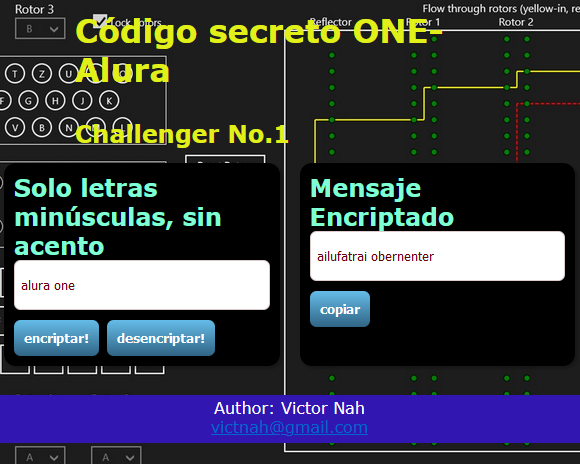 Rotor 3
Flow through rotors (yellow-in, re
B
Lock rotors
Reflector
Rotor 1
Rotor 2
Código secreto ONE-
Alura
T Z U
F G H J K
V B N
Challenger No.1
Solo letras
minúsculas, sin
acento
alura one
encriptar!
desencriptar!
Mensaje
Encriptado
ailufatrai obernenter
copiar
Author: Victor Nah
victnah@gmail.com
A
A